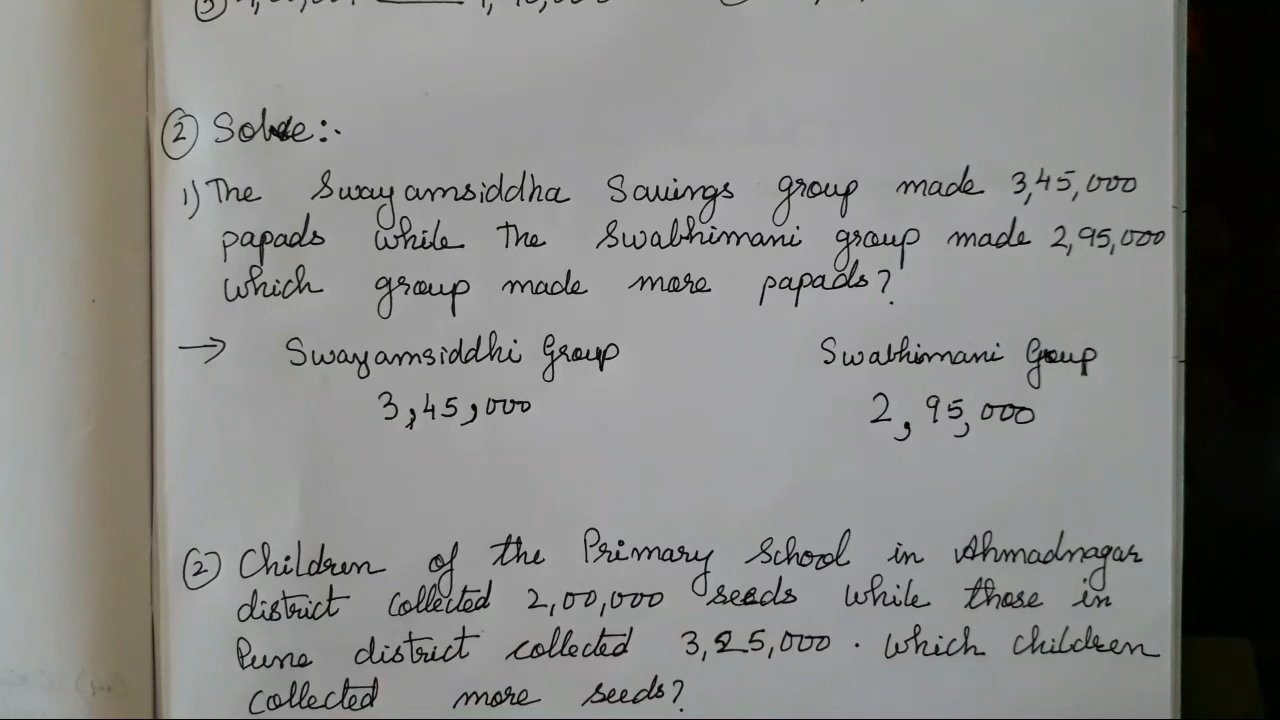 ② Solve:-
1) The Swayamsiddha Savings group made 3,45,000
papads while the Swabhimani group made 2,95,000
which group made more papads?
→ Swayamsiddhi Group Swabhimani Goup
3,45,000 2,95,000
② Children of the Primary School in Ahmadnagar
district collected 2,00,000 seeds while those in
Pune district collected 3,25,000. Which children
collected more seeds?